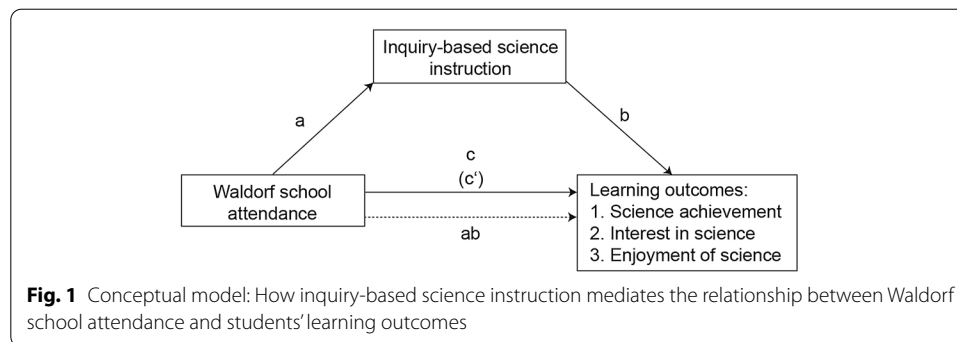 Inquiry-based science
instruction
a
b
c
(c‘)
Waldorf school
attendance
ab
Learning outcomes:
1. Science achievement
2. Interest in science
3. Enjoyment of science
Fig. 1 Conceptual model: How inquiry-based science instruction mediates the relationship between Waldorf
school attendance and students’ learning outcomes